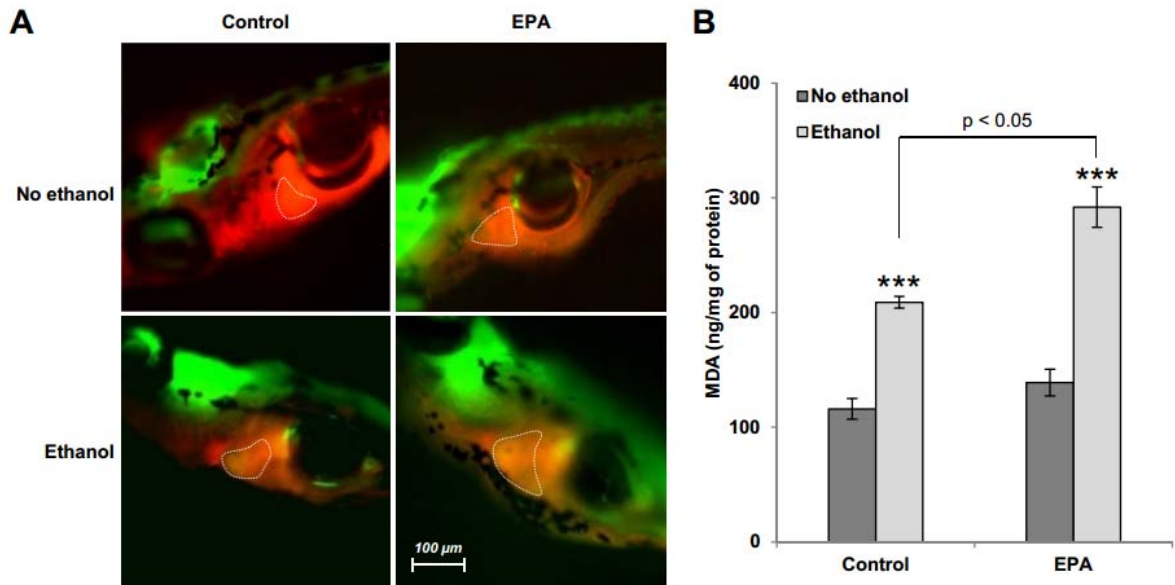 A
Control
EPA
No ethanol
Ethanol
100 µm
B
400
300
200
100
0
MDA (ng/mg of protein)
No ethanol
Ethanol
p < 0.05
***
***
Control
EPA